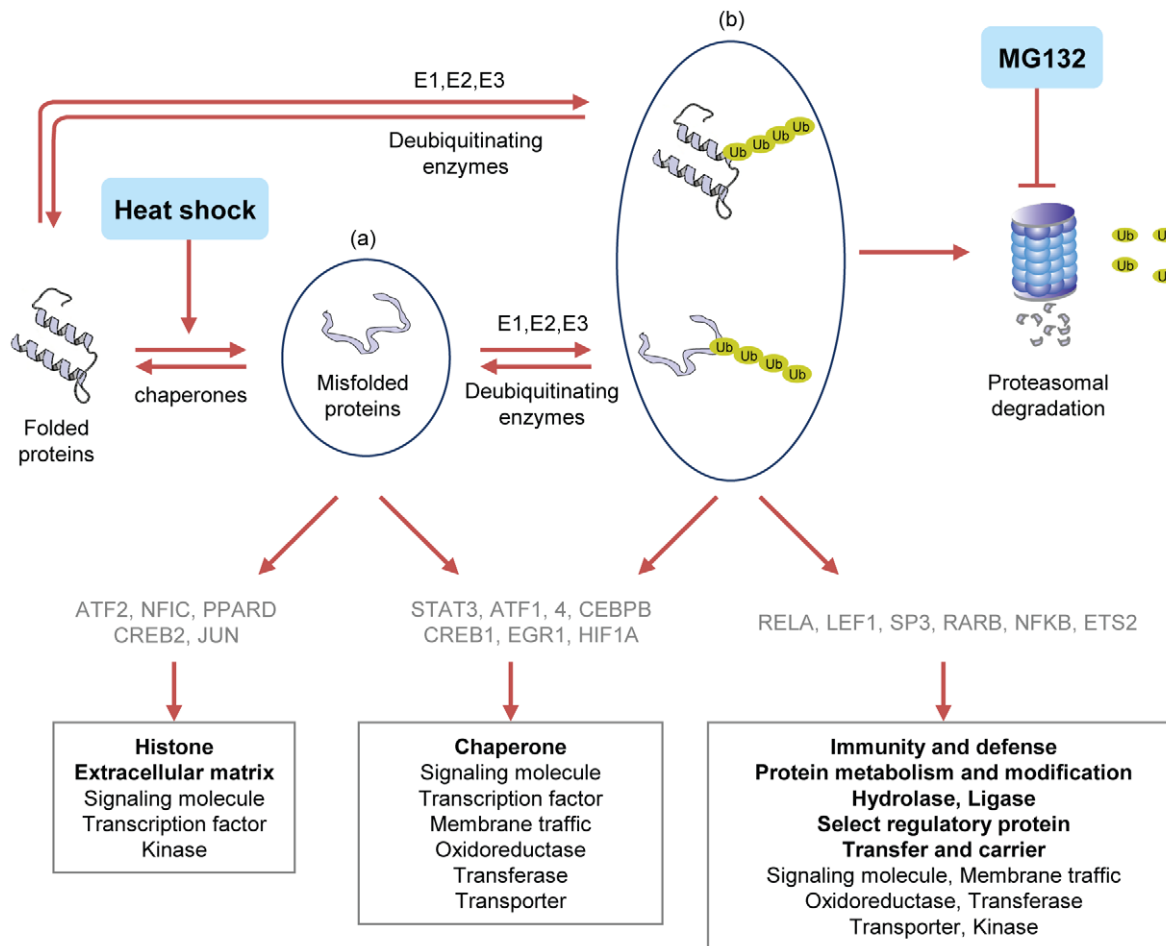 (b)
MG132
E1,E2,E3
Deubiquitinating
enzymes
Ub Ub Ub Ub
Heat shock
(a)
Ub Ub
Ub
E1,E2,E3
Ub Ub Ub Ub
chaperones
Misfolded
proteins
Deubiquitinating
enzymes
Proteasomal
degradation
Folded
proteins
ATF2, NFIC, PPARD
CREB2, JUN
STAT3, ATF1, 4, CEBPB
CREB1, EGR1, HIF1A
RELA, LEF1, SP3, RARB, NFKB, ETS2
Histone
Extracellular matrix
Signaling molecule
Transcription factor
Kinase
Chaperone
Signaling molecule
Transcription factor
Membrane traffic
Oxidoreductase
Transferase
Transporter
Immunity and defense
Protein metabolism and modification
Hydrolase, Ligase
Select regulatory protein
Transfer and carrier
Signaling molecule, Membrane traffic
Oxidoreductase, Transferase
Transporter, Kinase